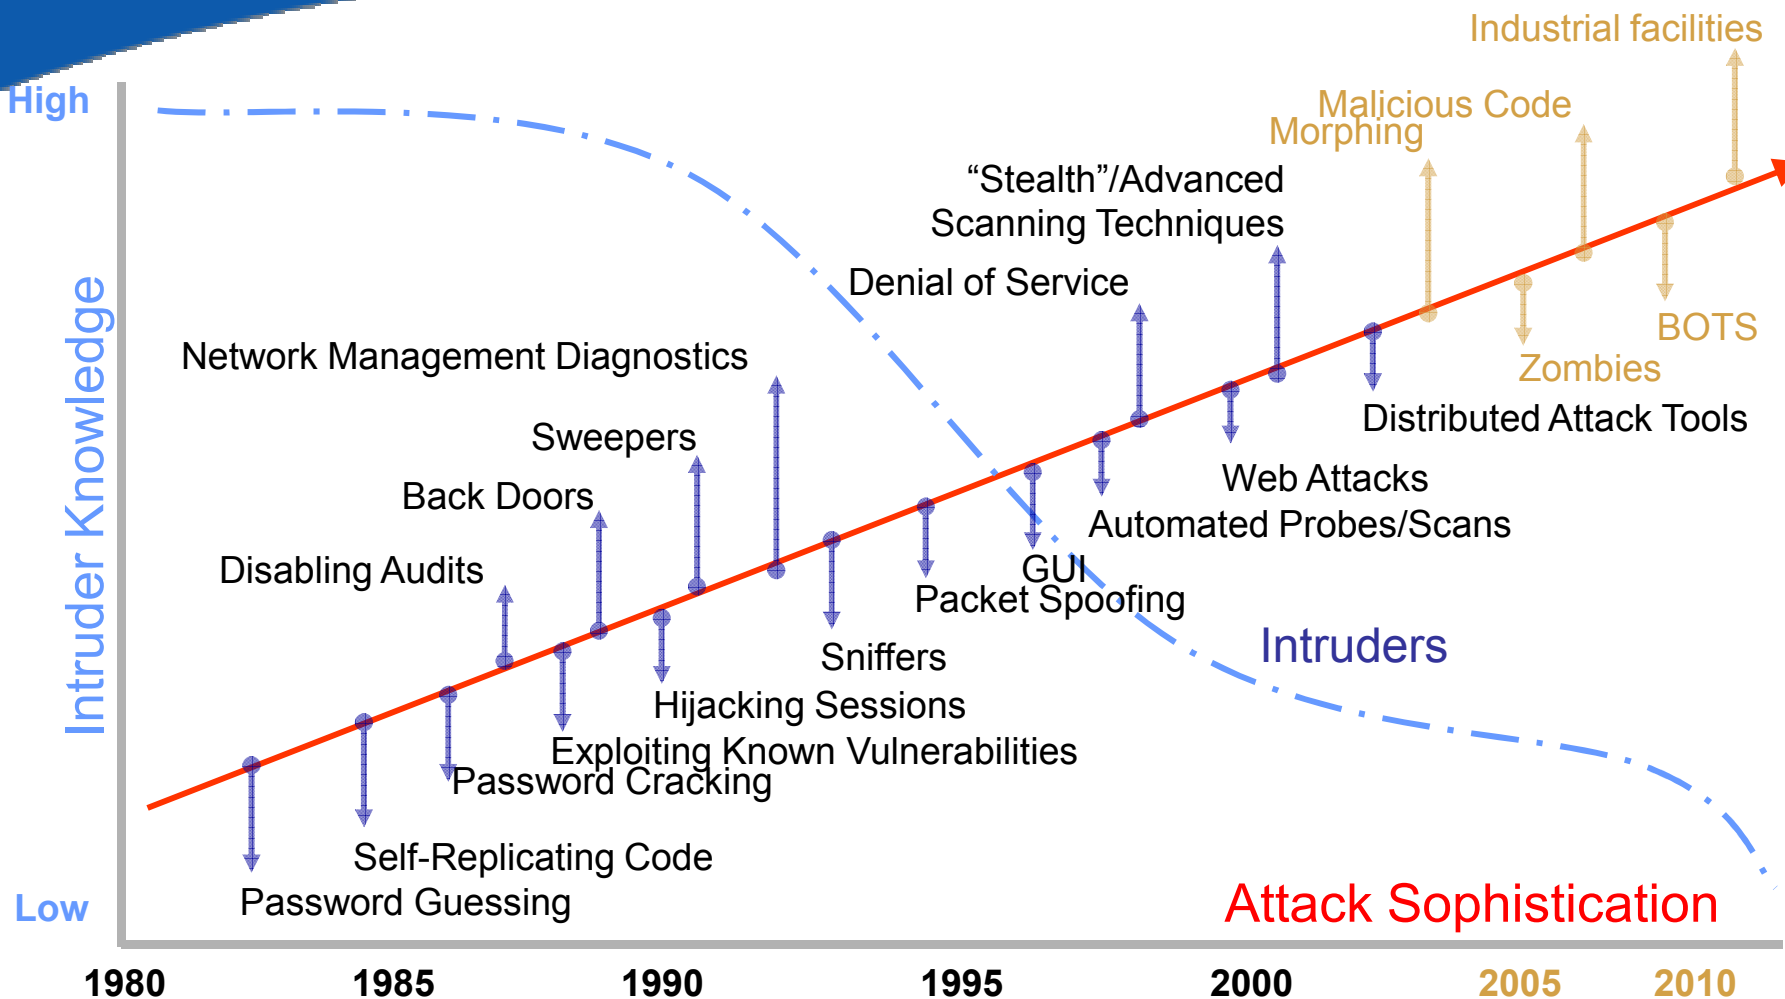 Industrial facilities
High
Malicious Code
Morphing
“Stealth”/Advanced
Scanning Techniques
Denial of Service
Intruder Knowledge
BOTS
Network Management Diagnostics
Zombies
Distributed Attack Tools
Sweepers
Web Attacks
Back Doors
Automated Probes/Scans
Disabling Audits
GUI
Packet Spoofing
Intruders
Sniffers
Hijacking Sessions
Exploiting Known Vulnerabilities
Password Cracking
Self-Replicating Code
Password Guessing
Low
Attack Sophistication
1980 1985 1990 1995 2000 2005 2010